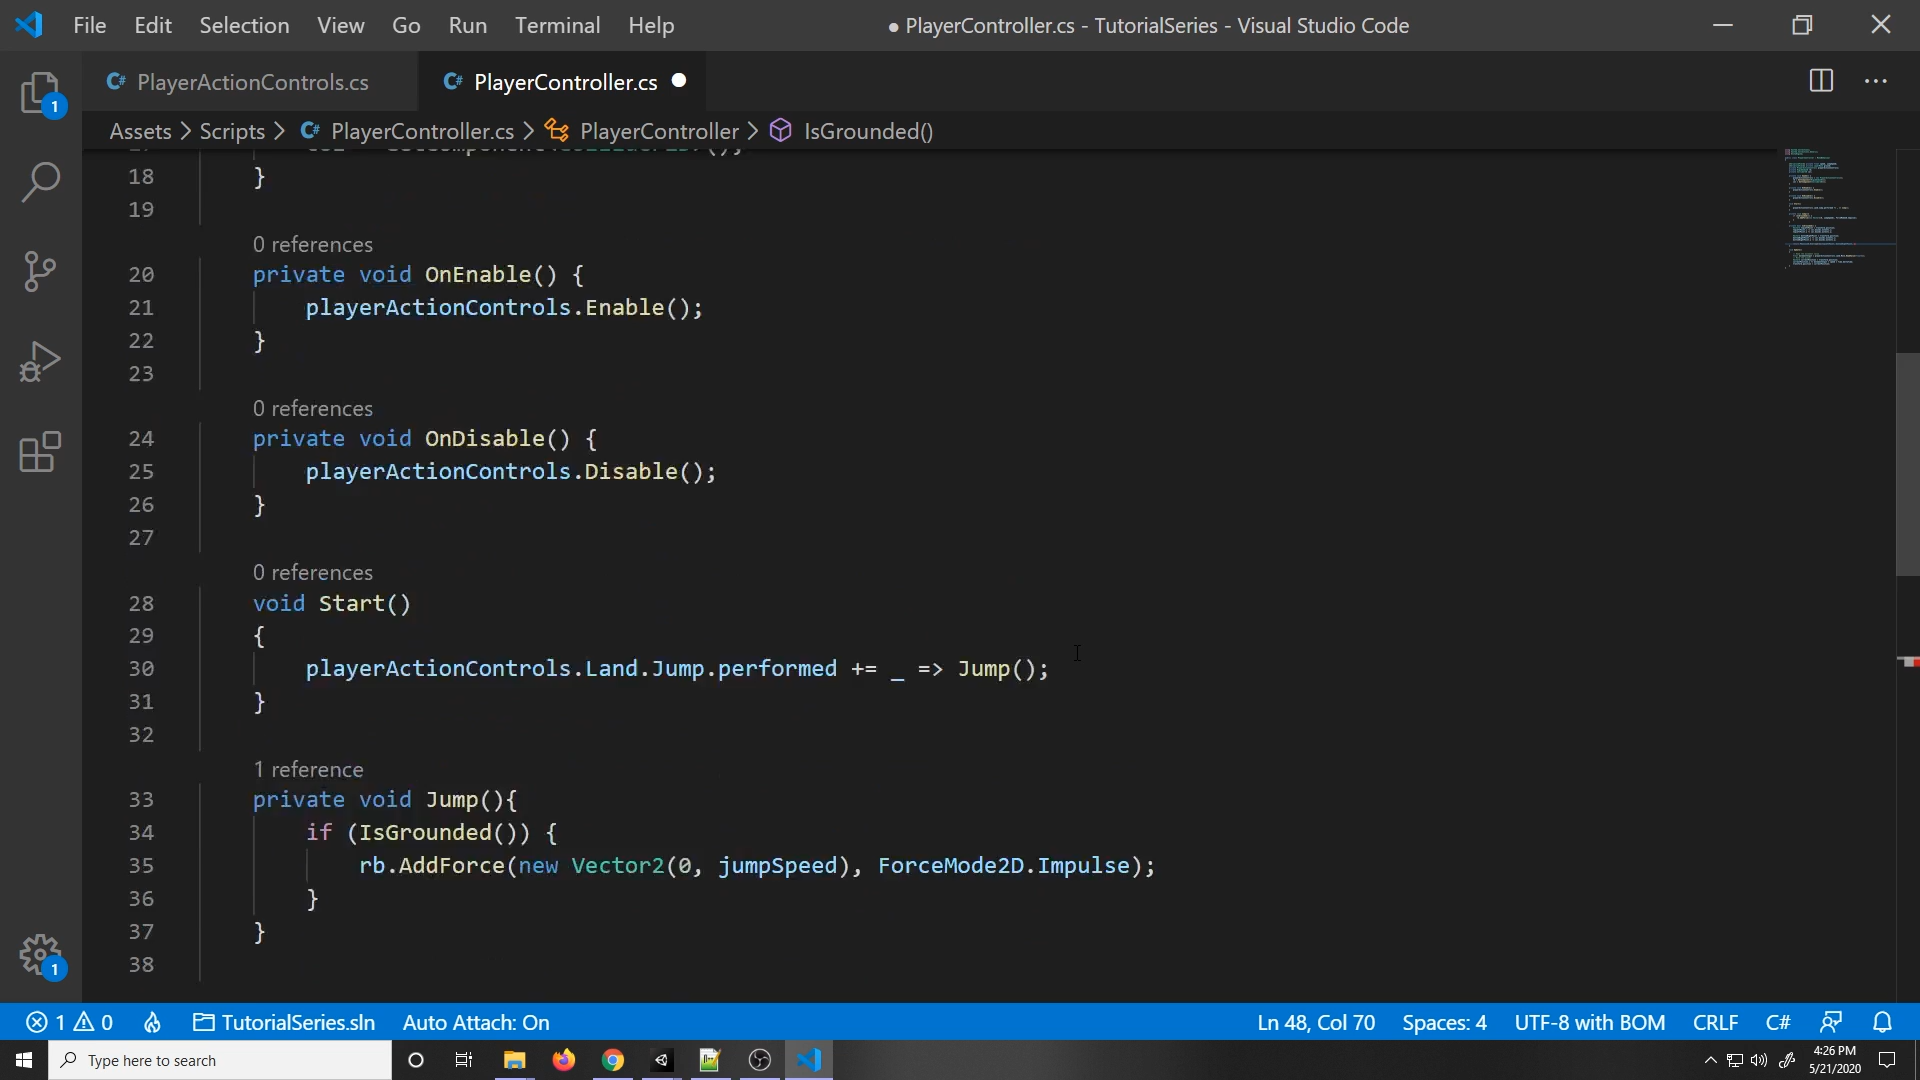 File Edit Selection View Go Run Terminal Help ● PlayerController.cs - TutorialSeries - Visual Studio Code
PlayerActionControls.cs PlayerController.cs
Assets > Scripts > PlayerController.cs > PlayerController > IsGrounded()
18 }
19
0 references
20 private void OnEnable() {
21 playerActionControls.Enable();
22 }
23
0 references
24 private void OnDisable() {
25 playerActionControls.Disable();
26 }
27
0 references
28 void Start()
29 {
30 playerActionControls.Land.Jump.performed += _ => Jump();
31 }
32
1 reference
33 private void Jump(){
34 if (IsGrounded()) {
35 rb.AddForce(new Vector2(0, jumpSpeed), ForceMode2D.Impulse);
36 }
37 }
38
1
1
1 0 TutorialSeries.sln Auto Attach: On Ln 48, Col 70 Spaces: 4 UTF-8 with BOM CRLF C#
Type here to search
4:26 PM
5/21/2020